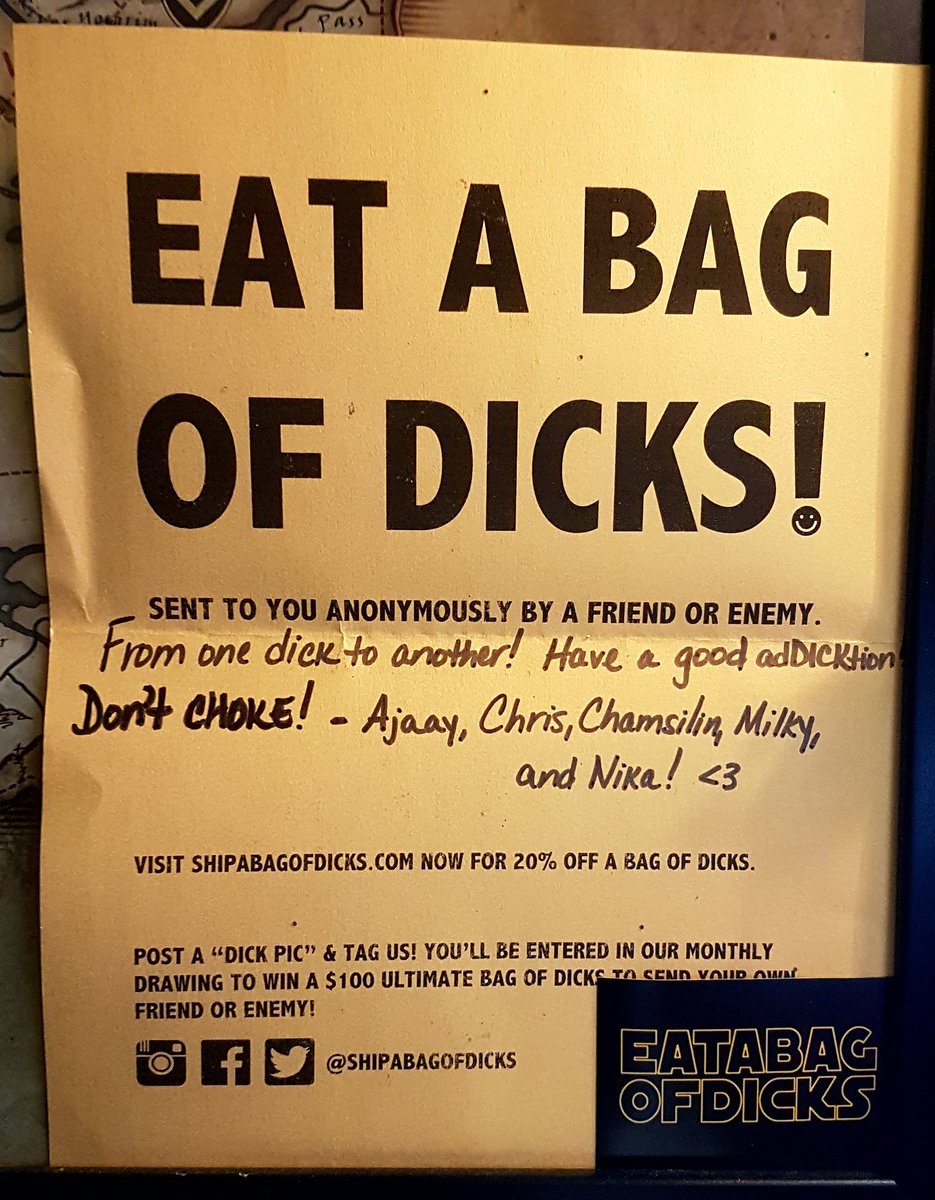 Pass
EAT A BAG
OF DICKS!
SENT TO YOU ANONYMOUSLY BY A FRIEND OR ENEMY.
From one dick to another! Have a good adDICKtion!
Don't CHOKE! - Ajaay, Chris, Chamsilin, Milky,
and Nika! <3
VISIT SHIPABAGOFDICKS.COM NOW FOR 20% OFF A BAG OF DICKS.
POST A “DICK PIC” & TAG US! YOU'LL BE ENTERED IN OUR MONTHLY
DRAWING TO WIN A $100 ULTIMATE BAG OF DICKS TO SEND YOUR OWN
FRIEND OR ENEMY!
@SHIPABAGOFDICKS
EATABAG
OFDICKS